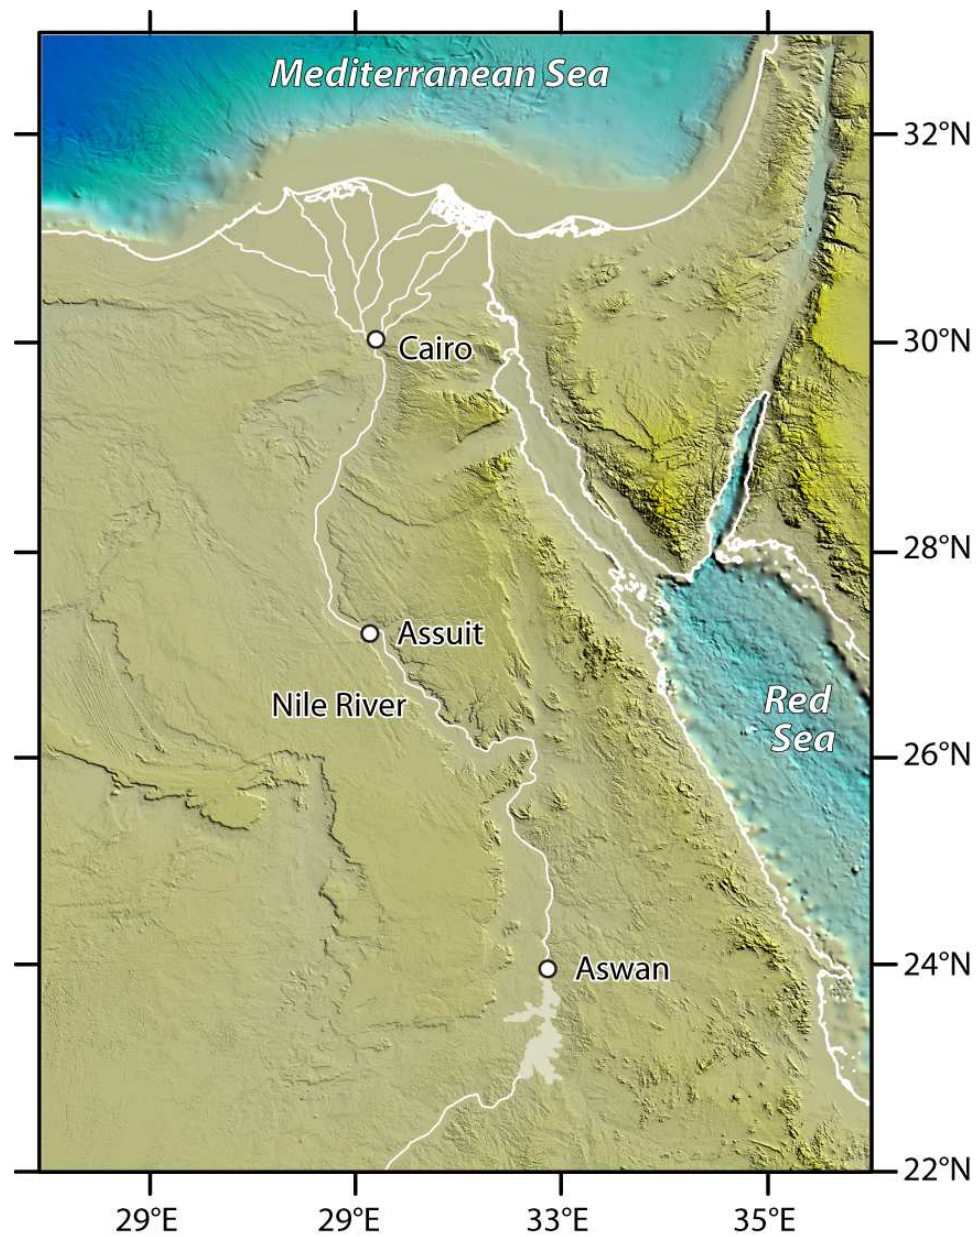 Mediterranean Sea
32°N
30°N
Cairo
28°N
Assuit
Nile River
Red
Sea
26°N
24°N
Aswan
22°N
29°E
29°E
33°E
35°E